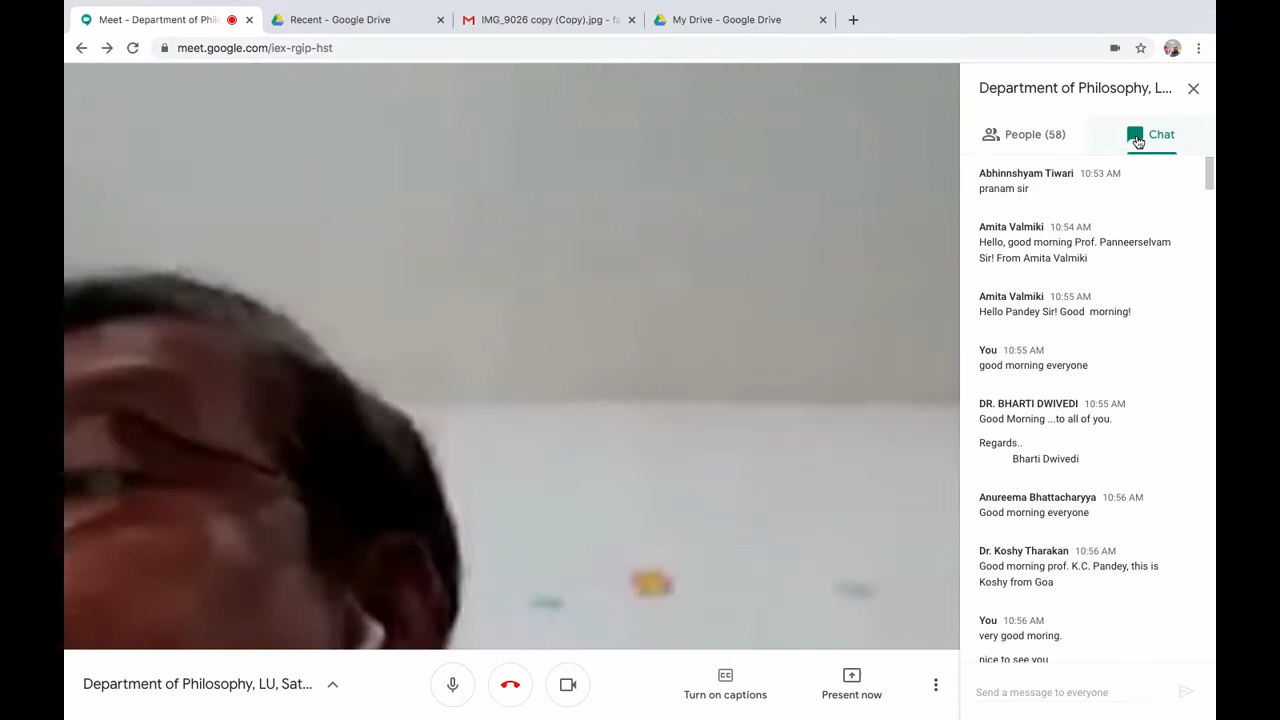 Meet - Department of Phil
Recent - Google Drive
IMG_9026 copy (Copy).jpg - fa
My Drive - Google Drive
meet.google.com/iex-rgip-hst
Department of Philosophy, L...
People (58)
Chat
Abhinnshyam Tiwari 10:53 AM
pranam sir
Amita Valmiki 10:54 AM
Hello, good morning Prof. Panneerselvam
Sir! From Amita Valmiki
Amita Valmiki 10:55 AM
Hello Pandey Sir! Good morning!
You 10:55 AM
good morning everyone
DR. BHARTI DWIVEDI 10:55 AM
Good Morning ...to all of you.
Regards..
Bharti Dwivedi
Anureema Bhattacharyya 10:56 AM
Good morning everyone
Dr. Koshy Tharakan 10:56 AM
Good morning prof. K.C. Pandey, this is
Koshy from Goa
You 10:56 AM
very good moring.
nice to see you
Send a message to everyone
Department of Philosophy, LU, Sat...
Turn on captions
Present now